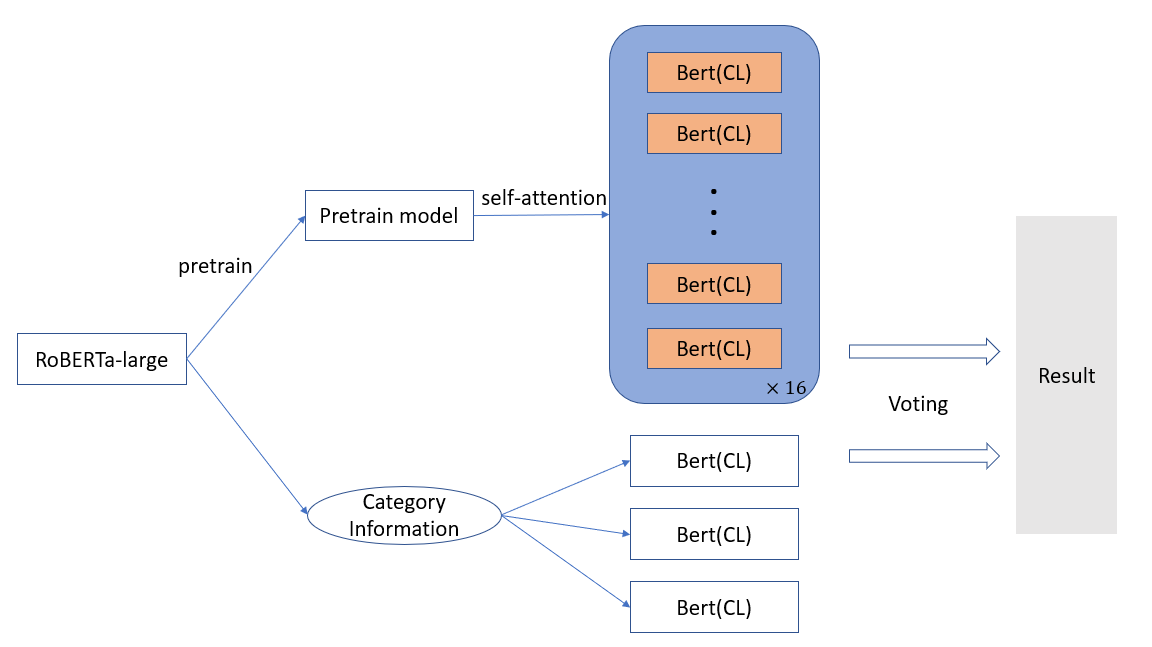 RoBERTa-large
pretrain
Pretrain model
self-attention
Bert(CL)
Bert(CL)
Bert(CL)
Bert(CL)
× 16
Category
Information
Bert(CL)
Bert(CL)
Bert(CL)
Voting
Result